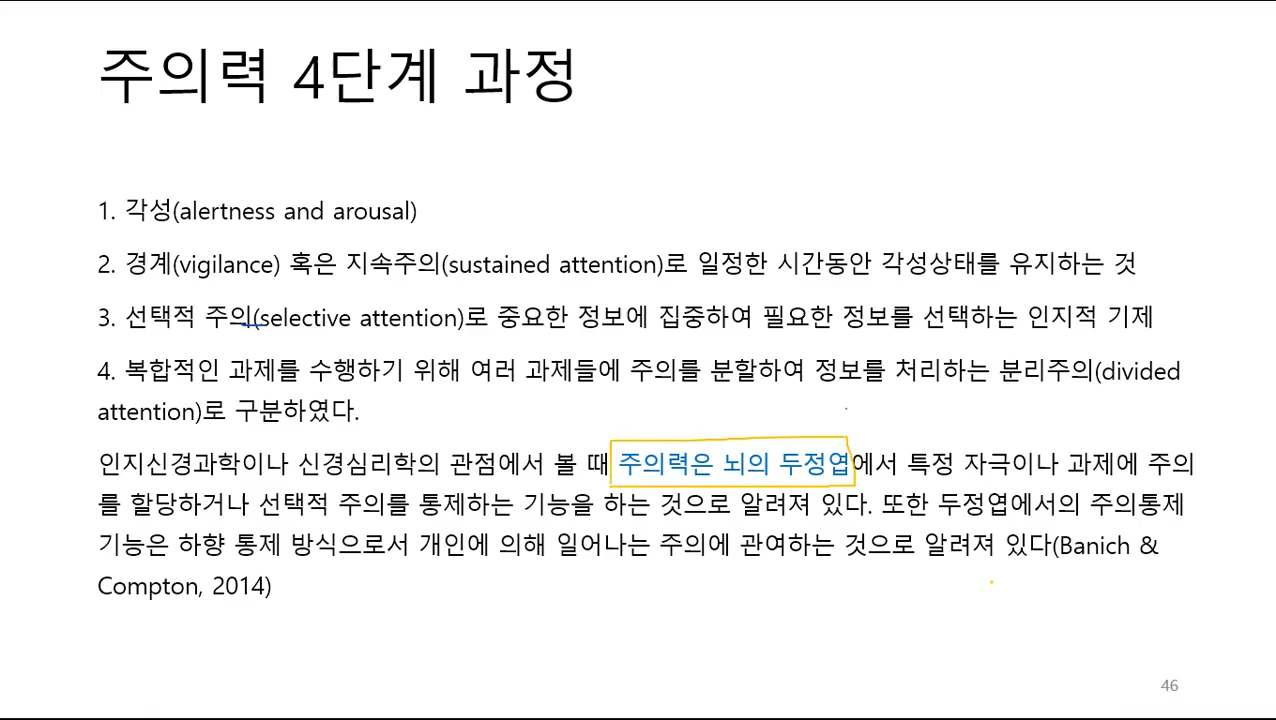 주의력 4단계 과정
1. 각성(alertness and arousal)
2. 경계(vigilance) 혹은 지속주의(sustained attention)로 일정한 시간동안 각성상태를 유지하는 것
3. 선택적 주의(selective attention)로 중요한 정보에 집중하여 필요한 정보를 선택하는 인지적 기제
4. 복합적인 과제를 수행하기 위해 여러 과제들에 주의를 분할하여 정보를 처리하는 분리주의(divided
attention)로 구분하였다.
인지신경과학이나 신경심리학의 관점에서 볼 때 주의력은 뇌의 두정엽에서 특정 자극이나 과제에 주의
를 할당하거나 선택적 주의를 통제하는 기능을 하는 것으로 알려져 있다. 또한 두정엽에서의 주의통제
기능은 하향 통제 방식으로서 개인에 의해 일어나는 주의에 관여하는 것으로 알려져 있다(Banich &
Compton, 2014)
46